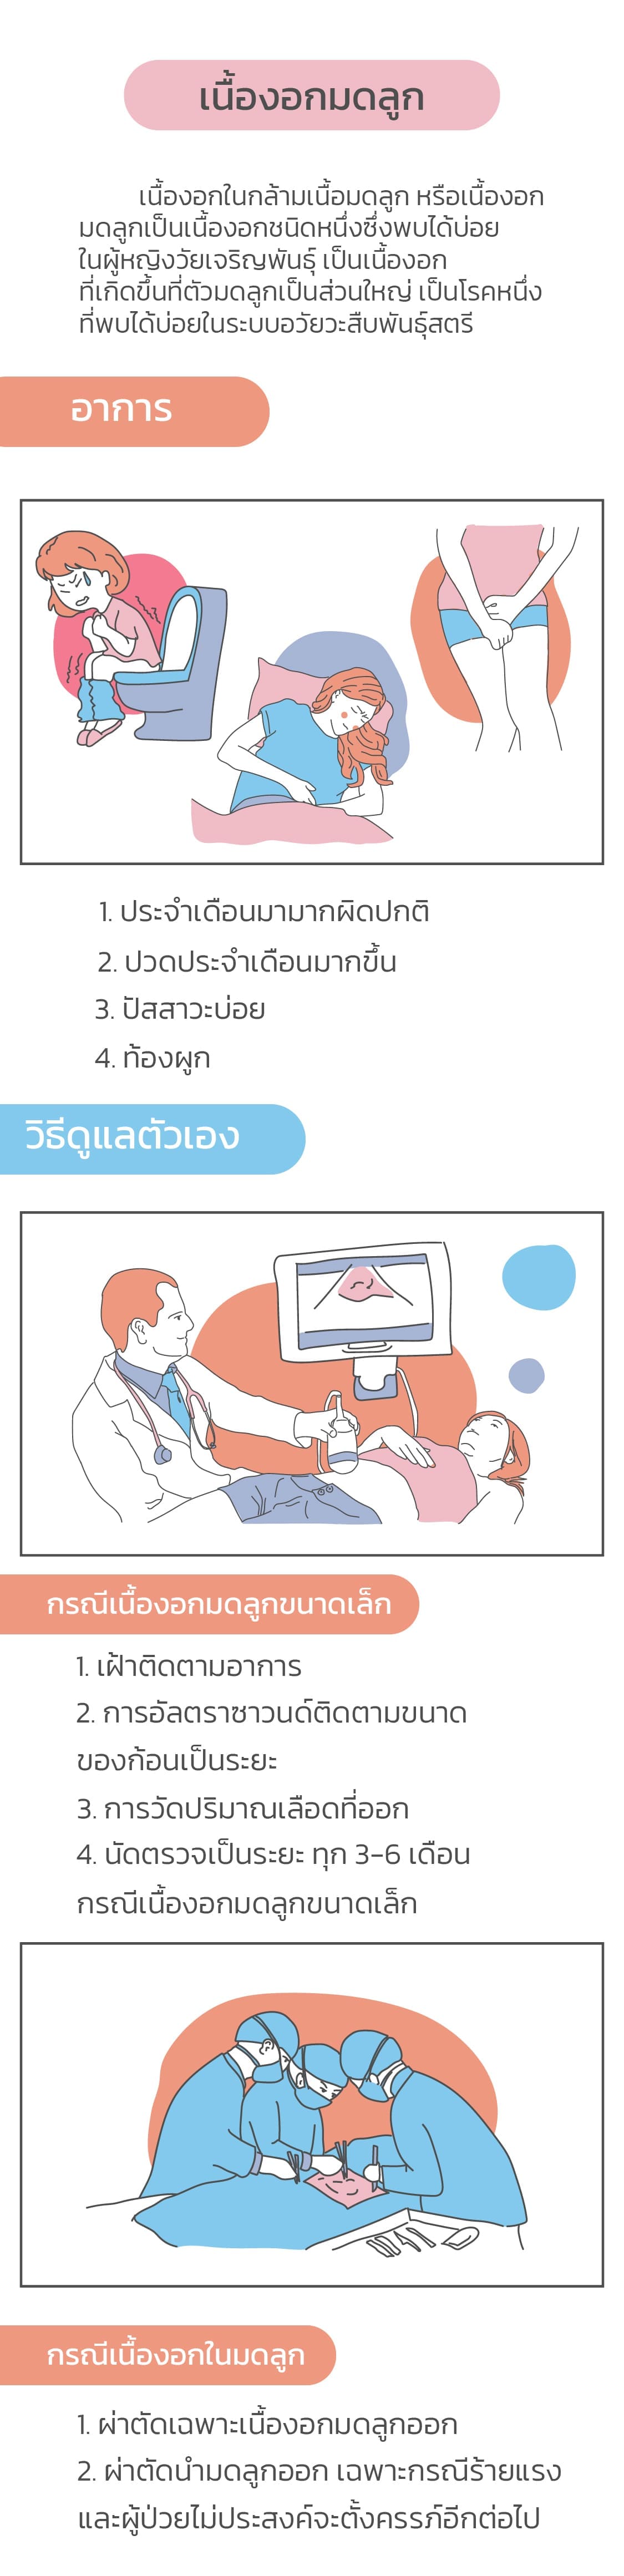 เนื้องอกมดลูก
เนื้องอกในกล้ามเนื้อมดลูก หรือเนื้องอก
มดลูกเป็นเนื้องอกชนิดหนึ่งซึ่งพบได้บ่อย
ในผู้หญิงวัยเจริญพันธุ์ เป็นเนื้องอก
ที่เกิดขึ้นที่ตัวมดลูกเป็นส่วนใหญ่ เป็นโรคหนึ่ง
ที่พบได้บ่อยในระบบอวัยวะสืบพันธุ์สตรี
อาการ
1. ประจำเดือนมามากผิดปกติ
2. ปวดประจำเดือนมากขึ้น
3. ปัสสาวะบ่อย
4. ท้องผูก
วิธีดูแลตัวเอง
กรณีเนื้องอกมดลูกขนาดเล็ก
1. เฝ้าติดตามอาการ
2. การอัลตราซาวนด์ติดตามขนาด
ของก้อนเป็นระยะ
3. การวัดปริมาณเลือดที่ออก
4. นัดตรวจเป็นระยะ ทุก 3-6 เดือน
กรณีเนื้องอกมดลูกขนาดเล็ก
กรณีเนื้องอกในมดลูก
1. ผ่าตัดเฉพาะเนื้องอกมดลูกออก
2. ผ่าตัดนำมดลูกออก เฉพาะกรณีร้ายแรง
และผู้ป่วยไม่ประสงค์จะตั้งครรภ์อีกต่อไป